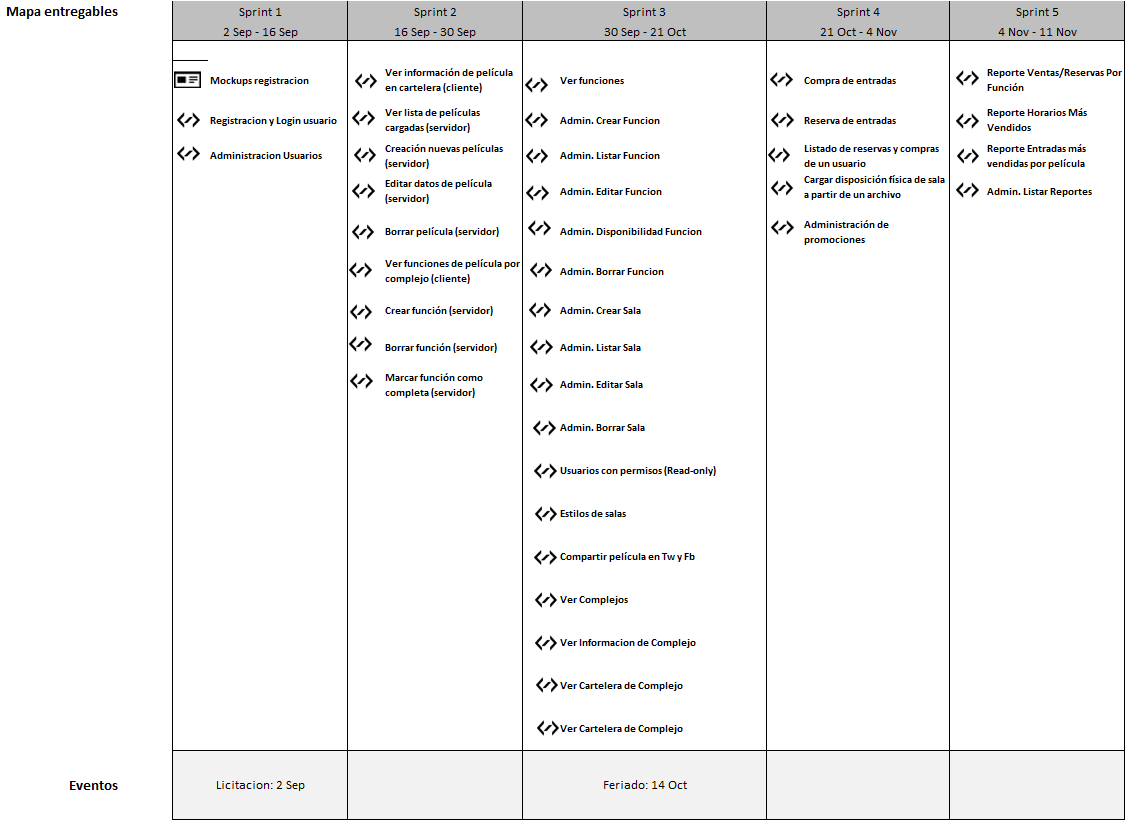 Mapa entregables
Sprint 1
2 Sep - 16 Sep
Sprint 2
16 Sep - 30 Sep
Sprint 3
30 Sep - 21 Oct
Sprint 4
21 Oct - 4 Nov
Sprint 5
4 Nov - 11 Nov
Mockups registracion
Registracion y Login usuario
Administracion Usuarios
Ver información de película
en cartelera (cliente)
Ver lista de películas
cargadas (servidor)
Creación nuevas películas
(servidor)
Editar datos de película
(servidor)
Borrar película (servidor)
Ver funciones de película por
complejo (cliente)
Crear función (servidor)
Borrar función (servidor)
Marcar función como
completa (servidor)
Ver funciones
Admin. Crear Funcion
Admin. Listar Funcion
Admin. Editar Funcion
Admin. Disponibilidad Funcion
Admin. Borrar Funcion
Admin. Crear Sala
Admin. Listar Sala
Admin. Editar Sala
Admin. Borrar Sala
Usuarios con permisos (Read-only)
Estilos de salas
Compartir película en Tw y Fb
Ver Complejos
Ver Informacion de Complejo
Ver Cartelera de Complejo
Ver Cartelera de Complejo
Compra de entradas
Reserva de entradas
Listado de reservas y compras
de un usuario
Cargar disposición física de sala
a partir de un archivo
Administración de
promociones
Reporte Ventas/Reservas Por
Función
Reporte Horarios Más
Vendidos
Reporte Entradas más
vendidas por película
Admin. Listar Reportes
Eventos
Licitacion: 2 Sep
Feriado: 14 Oct